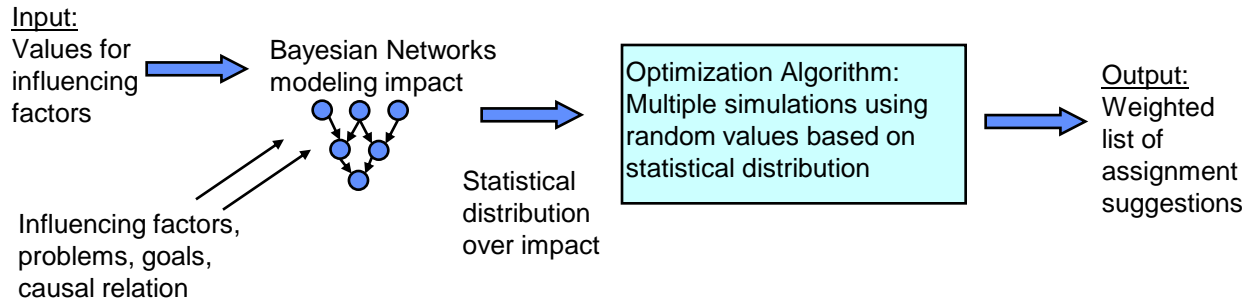 Input:
Values for
influencing
factors
Bayesian Networks
modeling impact
Influencing factors,
problems, goals,
causal relation
Statistical
distribution
over impact
Optimization Algorithm:
Multiple simulations using
random values based on
statistical distribution
Output:
Weighted
list of
assignment
suggestions